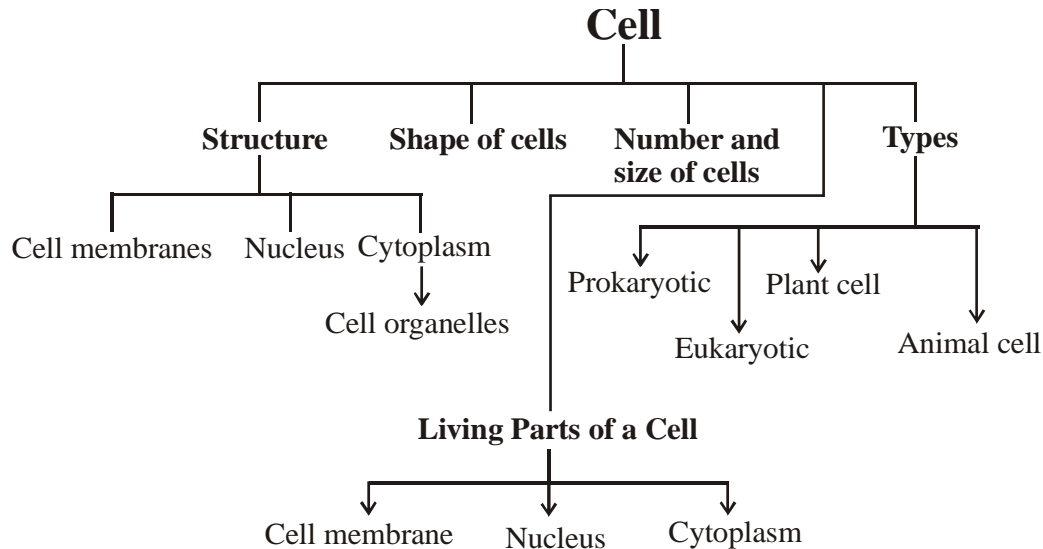 Cell
Structure
Shape of cells
Number and
size of cells
Types
Cell membranes
Nucleus
Cytoplasm
Cell organelles
Prokaryotic
Plant cell
Eukaryotic
Animal cell
Living Parts of a Cell
Cell membrane
Nucleus
Cytoplasm